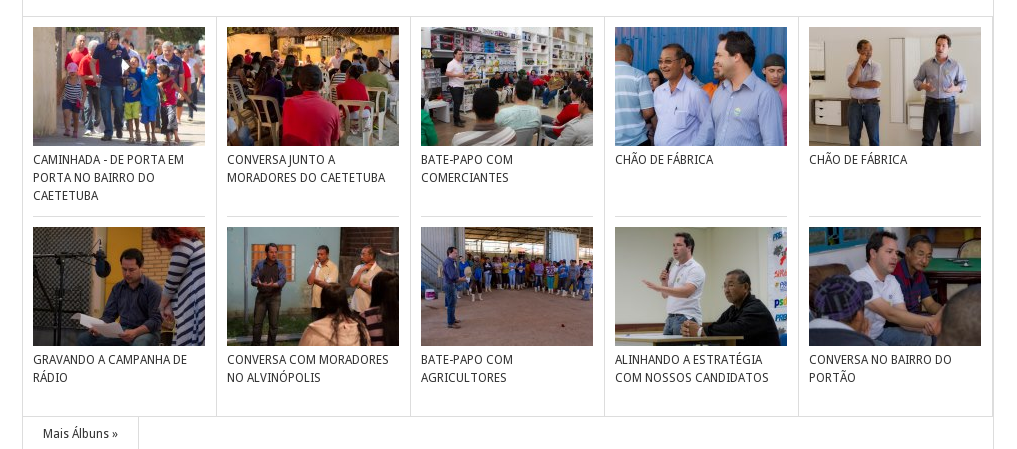 CAMINHADA - DE PORTA EM
PORTA NO BAIRRO DO
CAETETUBA
CONVERSA JUNTO A
MORADORES DO CAETETUBA
BATE-PAPO COM
COMERCIANTES
CHÃO DE FÁBRICA
CHÃO DE FÁBRICA
GRAVANDO A CAMPANHA DE
RÁDIO
CONVERSA COM MORADORES
NO ALVINÓPOLIS
BATE-PAPO COM
AGRICULTORES
ALINHANDO A ESTRATÉGIA
COM NOSSOS CANDIDATOS
CONVERSA NO BAIRRO DO
PORTÃO
Mais Álbuns »